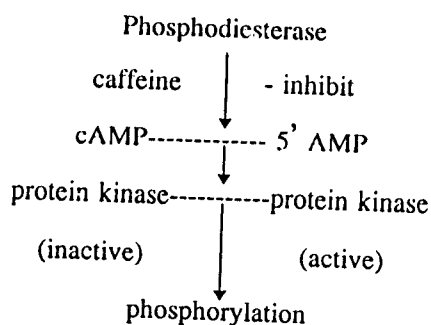 Phosphodiesterase
caffeine - inhibit
cAMP----------------- 5' AMP
protein kinase-----------protein kinase
(inactive) (active)
phosphorylation